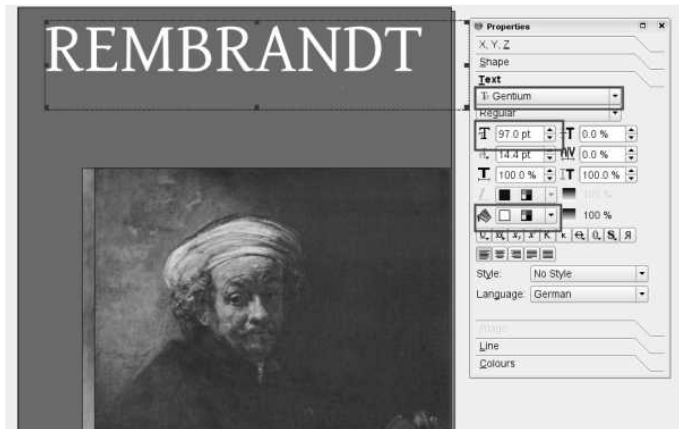 REMBRANDT
Properties
X, Y, Z
Shape
Text
Gentium
Regular
97.0 pt
0.0 %
14.4 pt
0.0 %
100.0 %
100.0 %
100 %
100 %
Style:
No Style
Language:
German
Image
Line
Colours